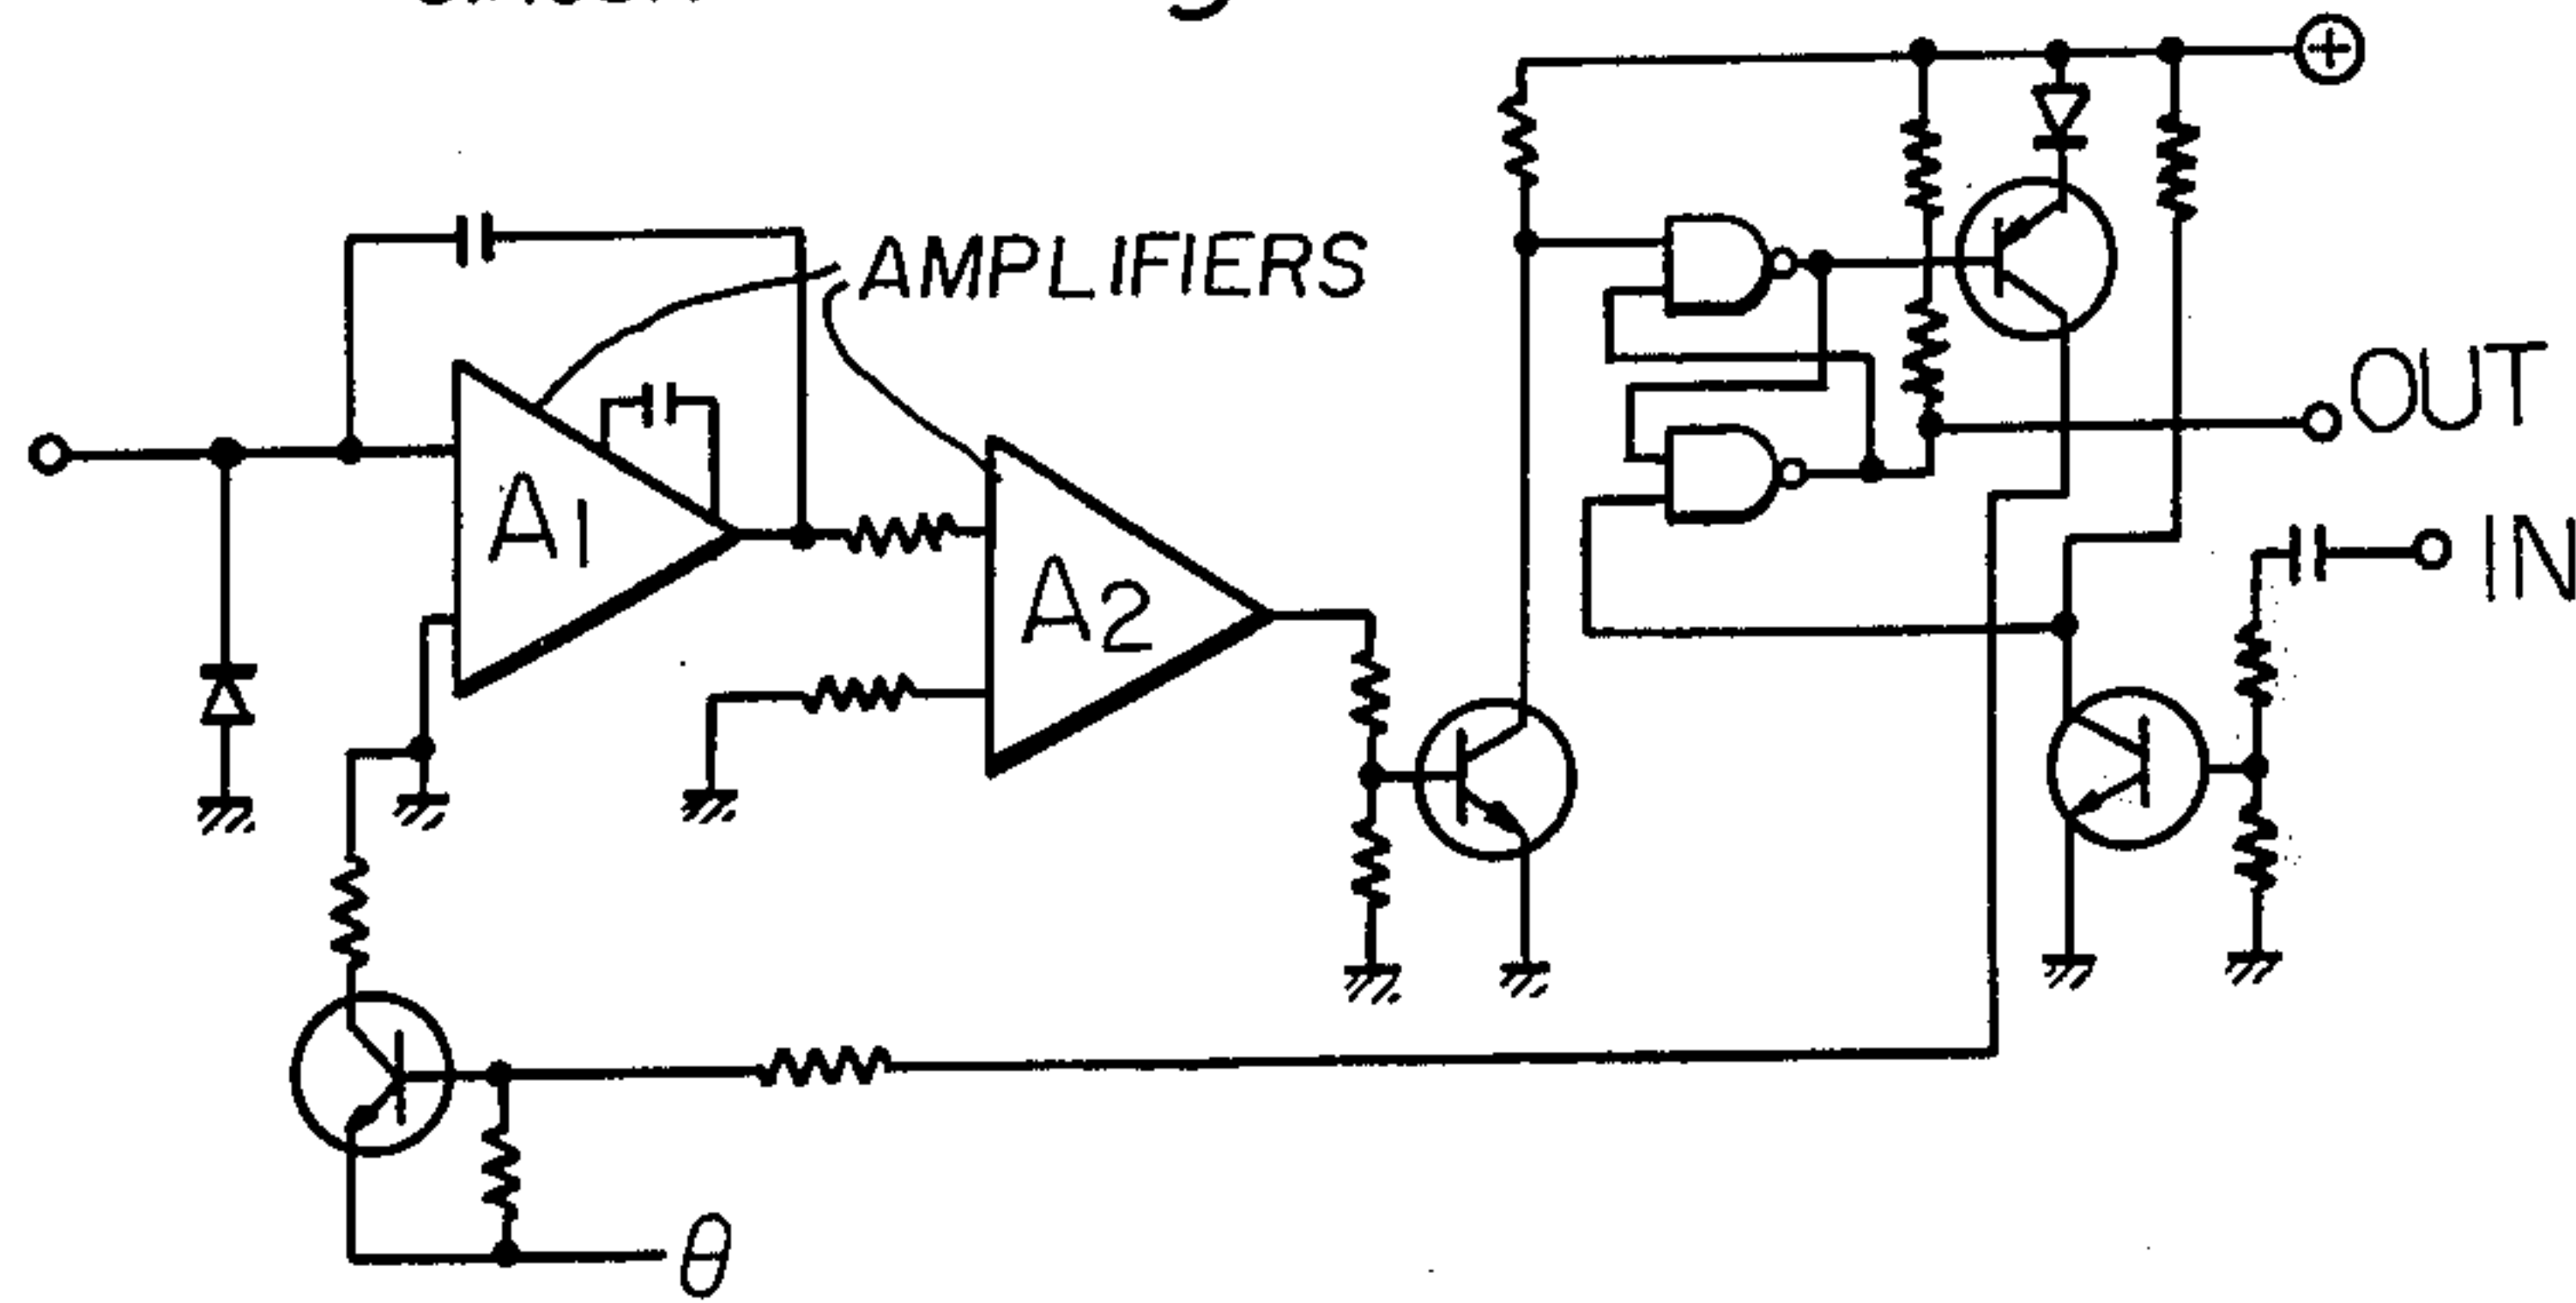 +
AMPLIFIERS
A1
OUT
A2
IN
θ